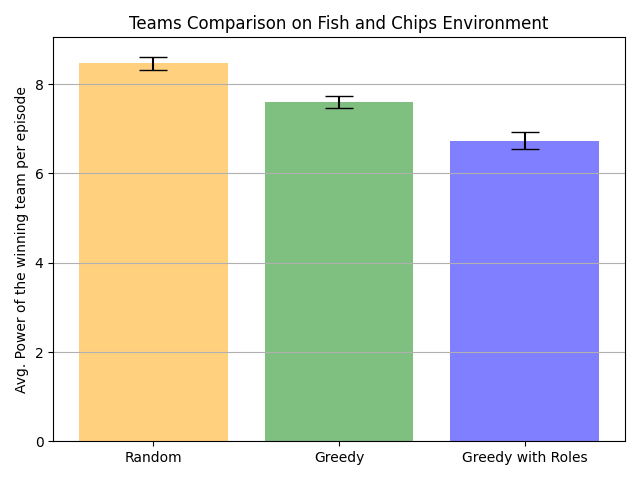 Teams Comparison on Fish and Chips Environment
Avg. Power of the winning team per episode
8
6
4
2
0
Random
Greedy
Greedy with Roles